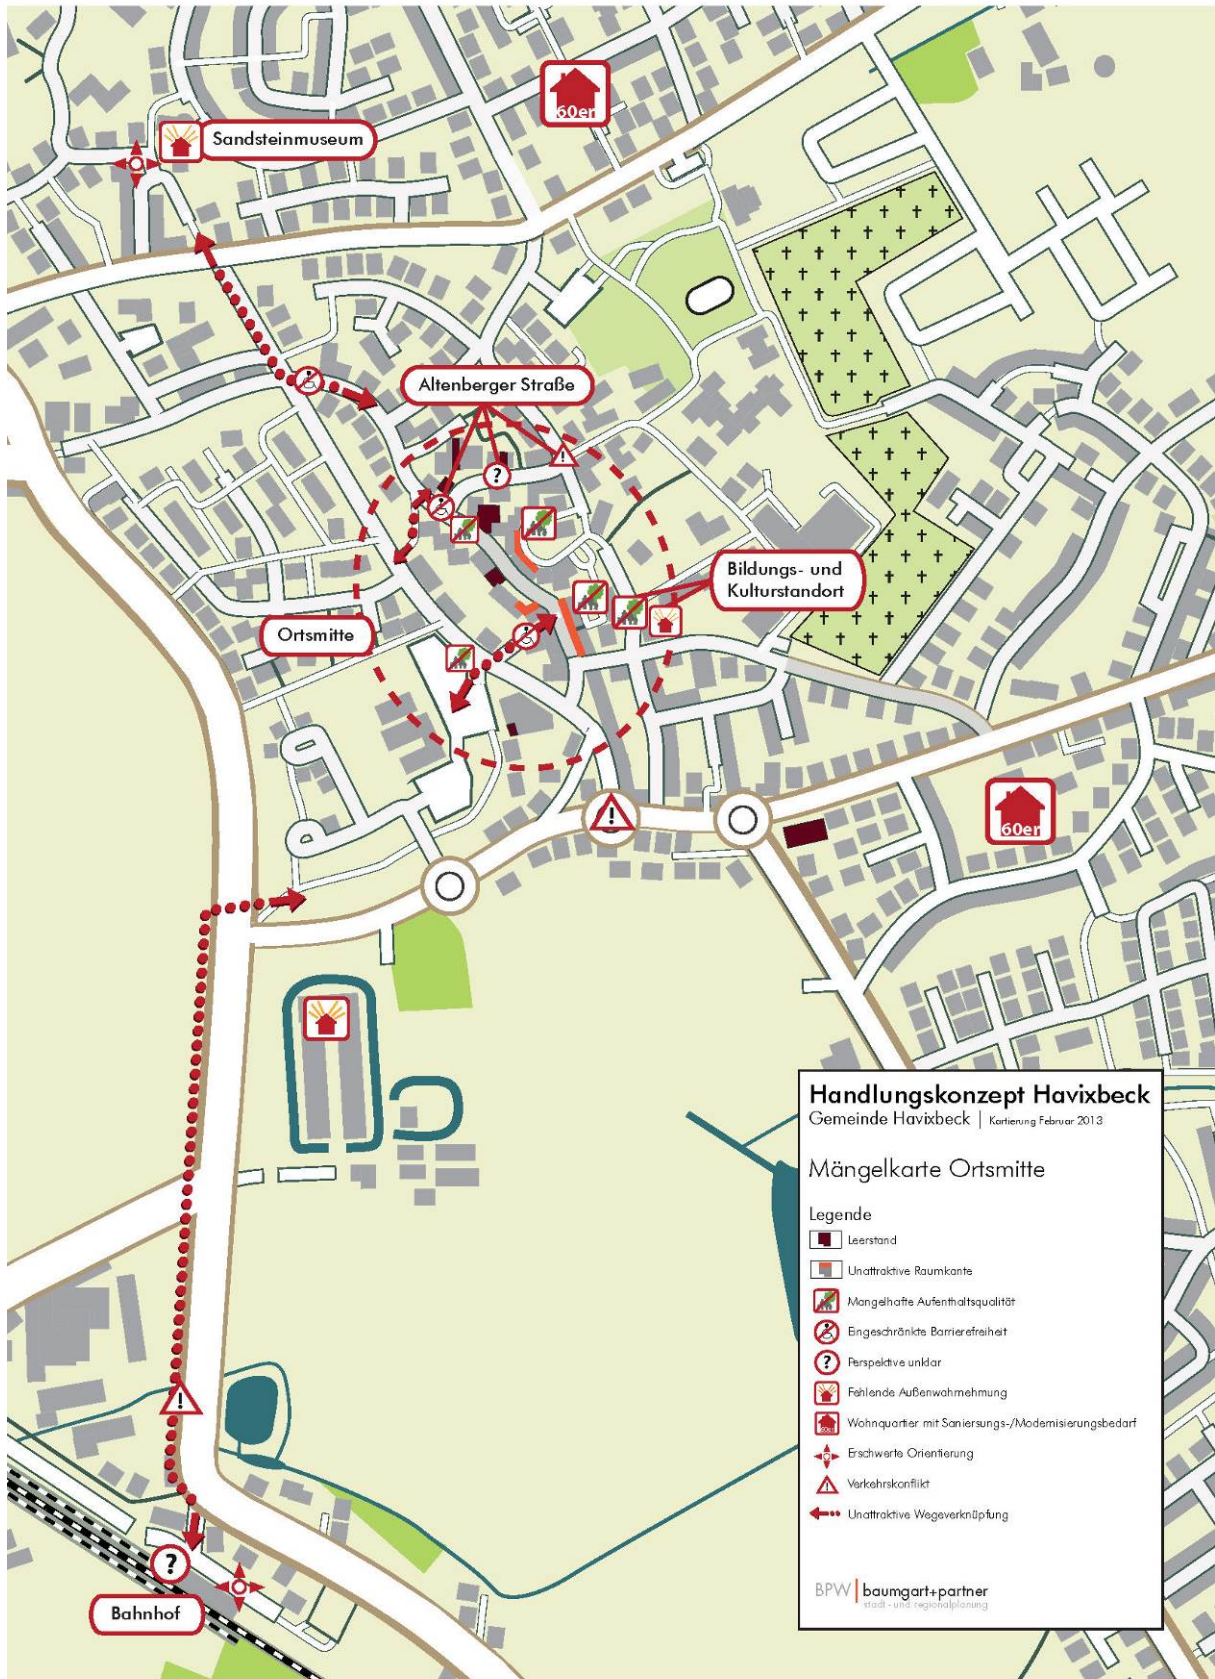 60er
Sandsteinmuseum
Altenberger Straße
Bildungs- und
Kulturstandort
Ortsmitte
60er
Bahnhof
Handlungskonzept Havixbeck
Gemeinde Havixbeck | Kartierung Februar 2013
Mängelkarte Ortsmitte
Legende
Leerstand
Unattraktive Raumkante
Mangelhafte Aufenthaltsqualität
Eingeschränkte Barrierefreiheit
? Perspektive unklar
Fehlende Außenwahrnehmung
Wohnquartier mit Saniersungs-/Modernisierungsbedarf
Erschwerte Orientierung
! Verkehrskonflikt
Unattraktive Wegeverknüpfung
BPW | baumgart+partner
stadt- und regionalplanung